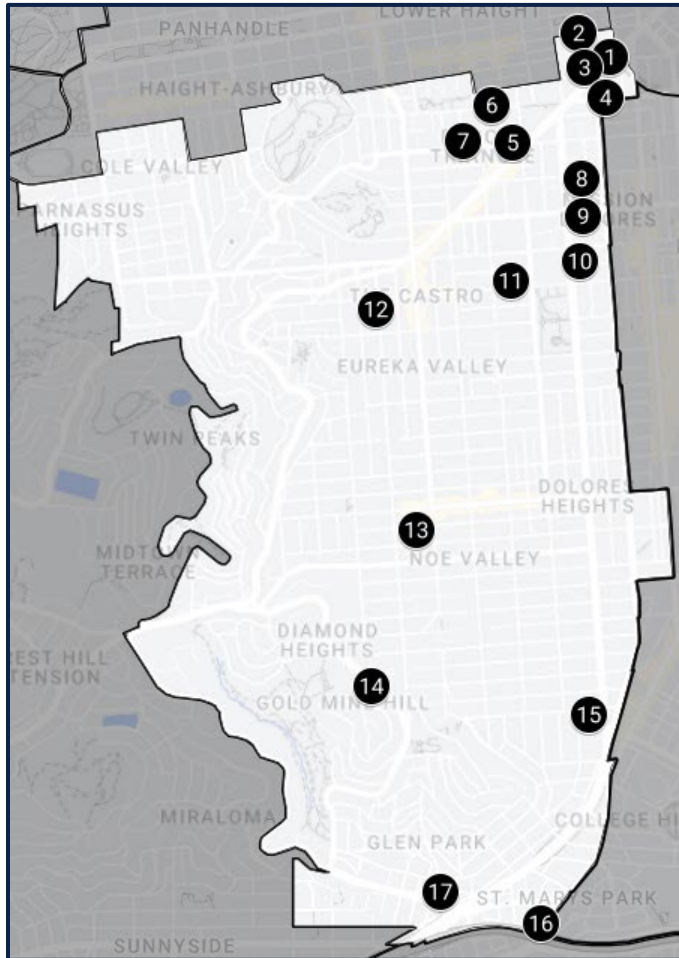 LOWER HAIGHT
PANHANDLE
2
1
3
HAIGHT-ASHBURY
4
6
7
5
TRIANGLE
COLE VALLEY
8
MISSION
DOLORES
ARNASSUS
HEIGHTS
9
10
11
THE CASTRO
12
EUREKA VALLEY
TWIN PEAKS
DOLORES
HEIGHTS
13
NOE VALLEY
MIDTOWN
TERRACE
DIAMOND
HEIGHTS
REST HILL
TENSION
14
GOLD MINE HILL
15
MIRALOMA
COLLEGE HI
GLEN PARK
17
ST. MARYS PARK
16
SUNNYSIDE